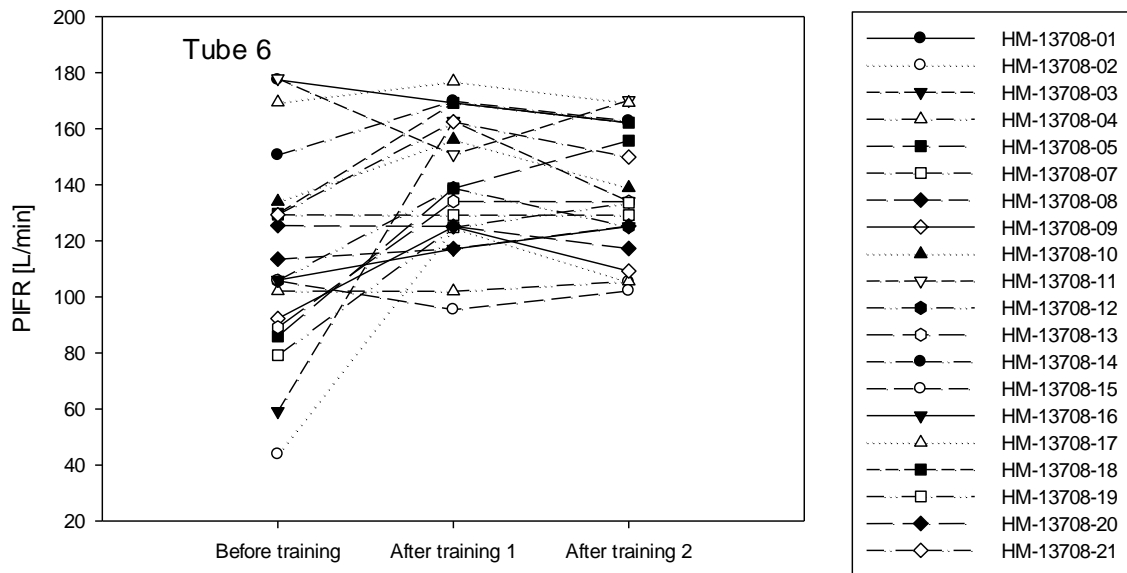 Tube 6
PIFR [L/min]
200
180
160
140
120
100
80
60
40
20
Before training
After training 1
After training 2
HM-13708-01
HM-13708-02
HM-13708-03
HM-13708-04
HM-13708-05
HM-13708-07
HM-13708-08
HM-13708-09
HM-13708-10
HM-13708-11
HM-13708-12
HM-13708-13
HM-13708-14
HM-13708-15
HM-13708-16
HM-13708-17
HM-13708-18
HM-13708-19
HM-13708-20
HM-13708-21